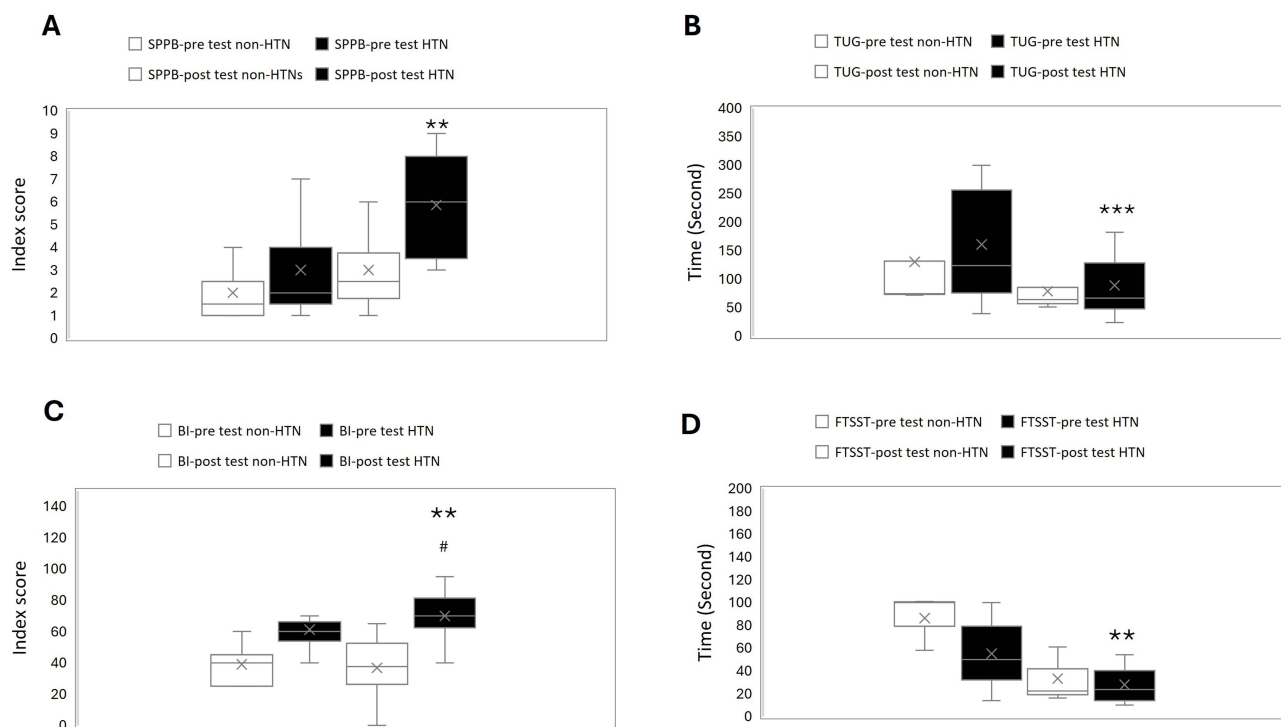 A
SPPB-pre test non-HTN SPPB-pre test HTN
SPPB-post test non-HTNs SPPB-post test HTN
Index score
10
9
8
7
6
5
4
3
2
1
0
**
B
TUG-pre test non-HTN TUG-pre test HTN
TUG-post test non-HTN TUG-post test HTN
Time (Second)
400
350
300
250
200
150
100
50
0
***
C
BI-pre test non-HTN BI-pre test HTN
BI-post test non-HTN BI-post test HTN
Index score
140
120
100
80
60
40
20
0
**
#
D
FTSST-pre test non-HTN FTSST-pre test HTN
FTSST-post test non-HTN FTSST-post test HTN
Time (Second)
200
180
160
140
120
100
80
60
40
20
0
**